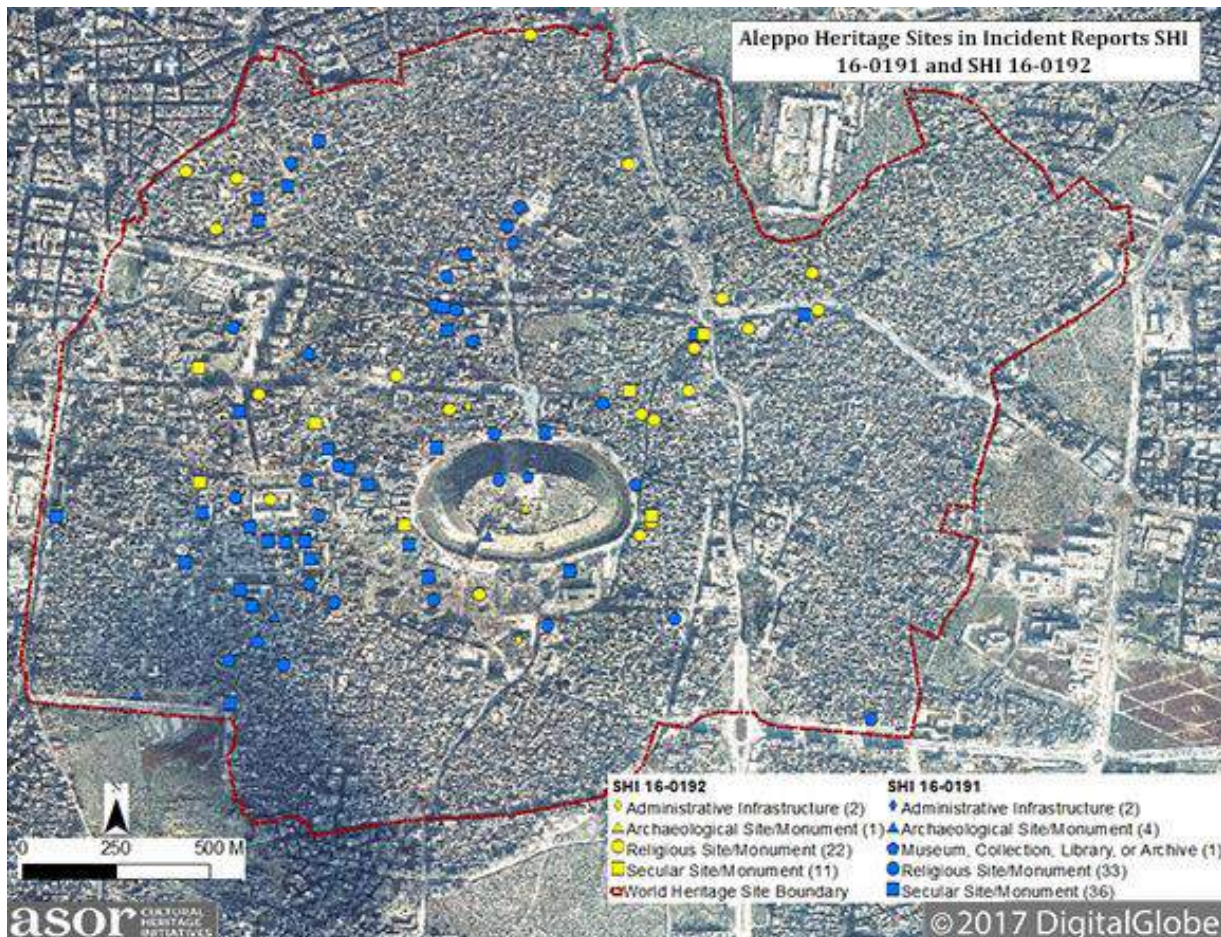 Aleppo Heritage Sites in Incident Reports SHI
16-0191 and SHI 16-0192
SHI 16-0192
Administrative Infrastructure (2)
Archaeological Site/Monument (1)
Religious Site/Monument (22)
Secular Site/Monument (11)
World Heritage Site Boundary
SHI 16-0191
Administrative Infrastructure (2)
Archaeological Site/Monument (4)
Museum, Collection, Library, or Archive (1)
Religious Site/Monument (33)
Secular Site/Monument (36)
N
0 250 500 M
asor CULTURAL
HERITAGE
INITIATIVES
©2017 DigitalGlobe